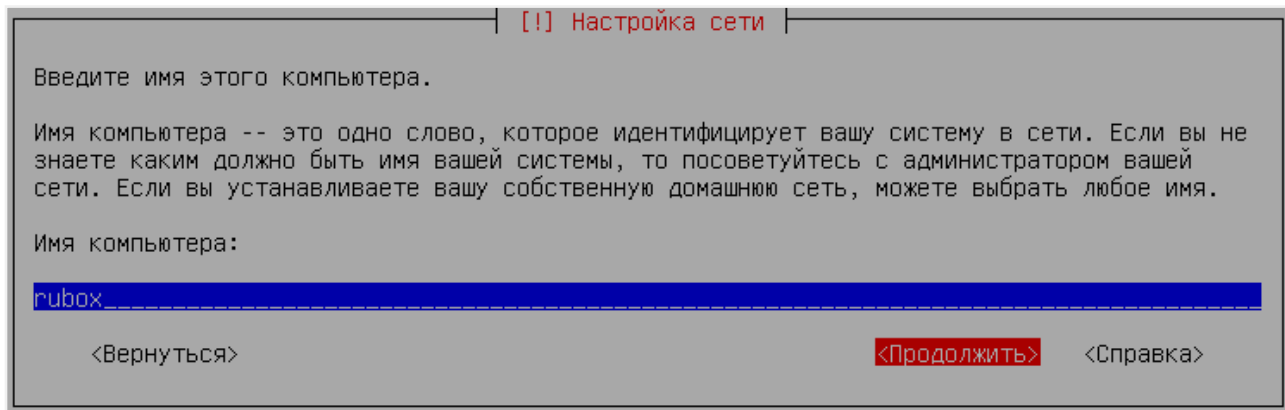 [!] Настройка сети
Введите имя этого компьютера.
Имя компьютера -- это одно слово, которое идентифицирует вашу систему в сети. Если вы не
знаете каким должно быть имя вашей системы, то посоветуйтесь с администратором вашей
сети. Если вы устанавливаете вашу собственную домашнюю сеть, можете выбрать любое имя.
Имя компьютера:
rubox
<Вернуться> <Продолжить> <Справка>